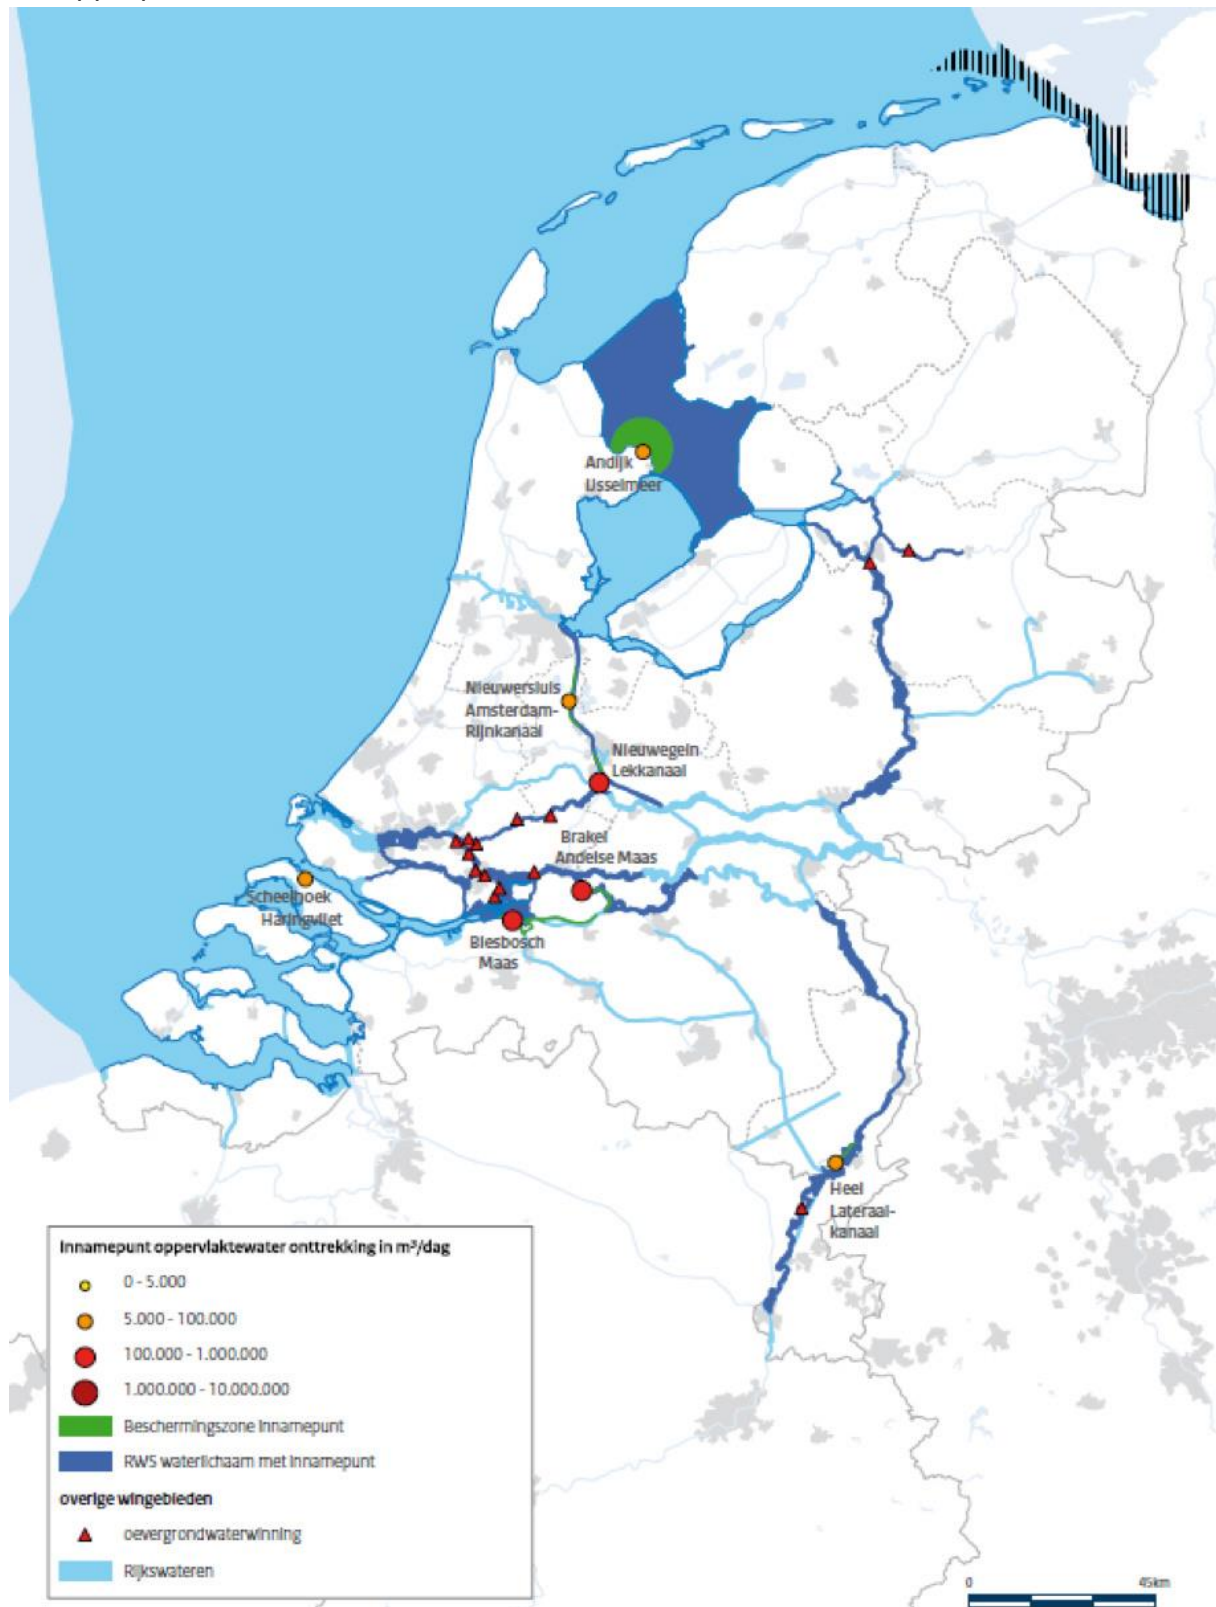 Andijk
IJsselmeer
Nieuwersluis
Amsterdam-
Rijnkanaal
Nieuwegein
Lekkanaal
Brakel
Andelse Maas
Scheelhoek
Haringvliet
Biesbosch
Maas
Heel
Lateraal-
kanaal
Innamepunt oppervlaktewater onttrekking in m³/dag
0 - 5.000
5.000 - 100.000
100.000 - 1.000.000
1.000.000 - 10.000.000
Beschermingszone innamepunt
RWS waterlichaam met innamepunt
overige wingebieden
oevergrondwaterwinning
Rijkswateren
0 45km